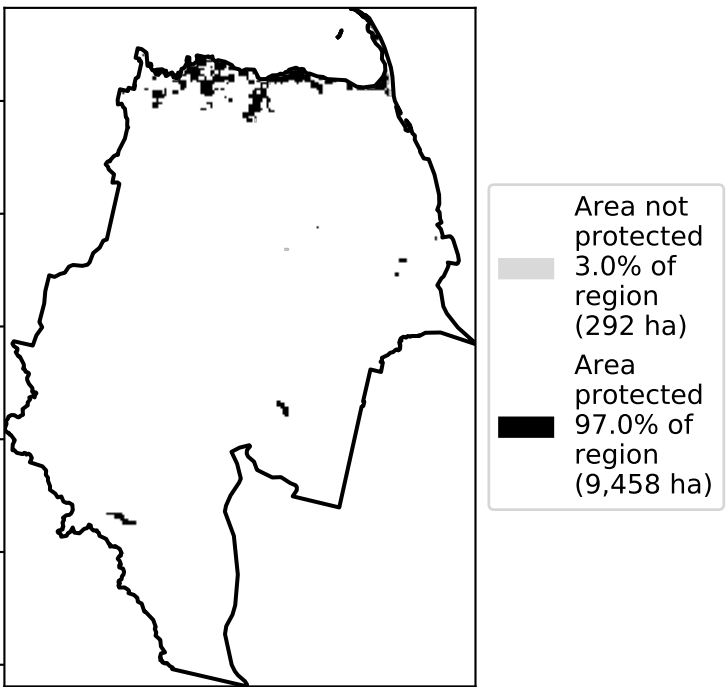 Area not
protected
3.0% of
region
(292 ha)
Area
protected
97.0% of
region
(9,458 ha)